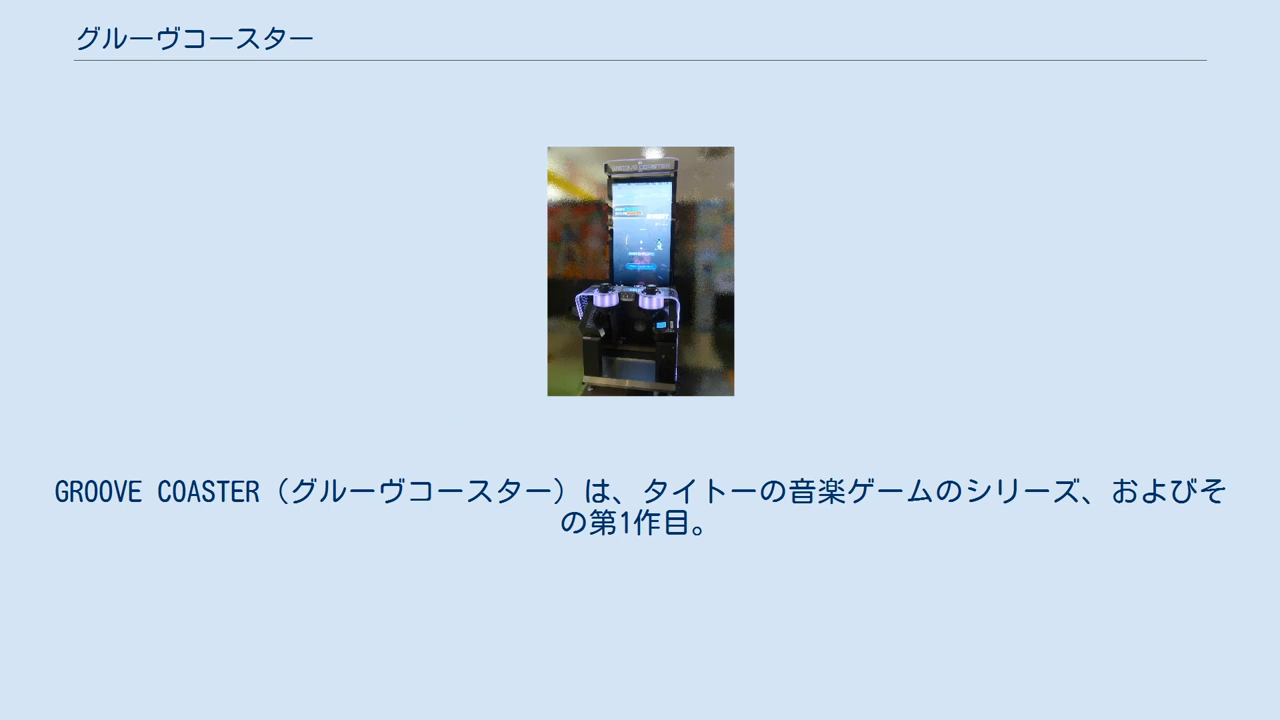 グルーヴコースター
GROOVE COASTER（グルーヴコースター）は、タイトーの音楽ゲームのシリーズ、およびそ
の第1作目。